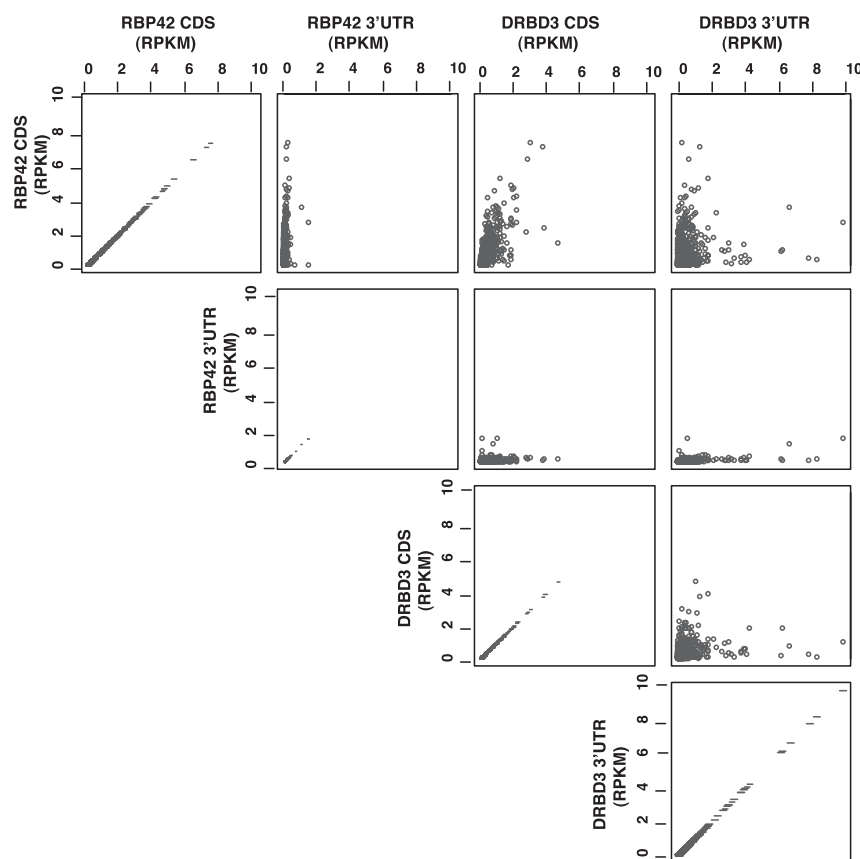 RBP42 CDS
(RPKM)
RBP42 3'UTR
(RPKM)
DRBD3 CDS
(RPKM)
DRBD3 3'UTR
(RPKM)
0 2 4 6 8 10
0 2 4 6 8 10
0 2 4 6 8 10
0 2 4 6 8 10
RBP42 CDS
(RPKM)
10
8
6
4
2
0
RBP42 3'UTR
(RPKM)
10
8
6
4
2
0
DRBD3 CDS
(RPKM)
10
8
6
4
2
0
DRBD3 3'UTR
(RPKM)
10
8
6
4
2
0